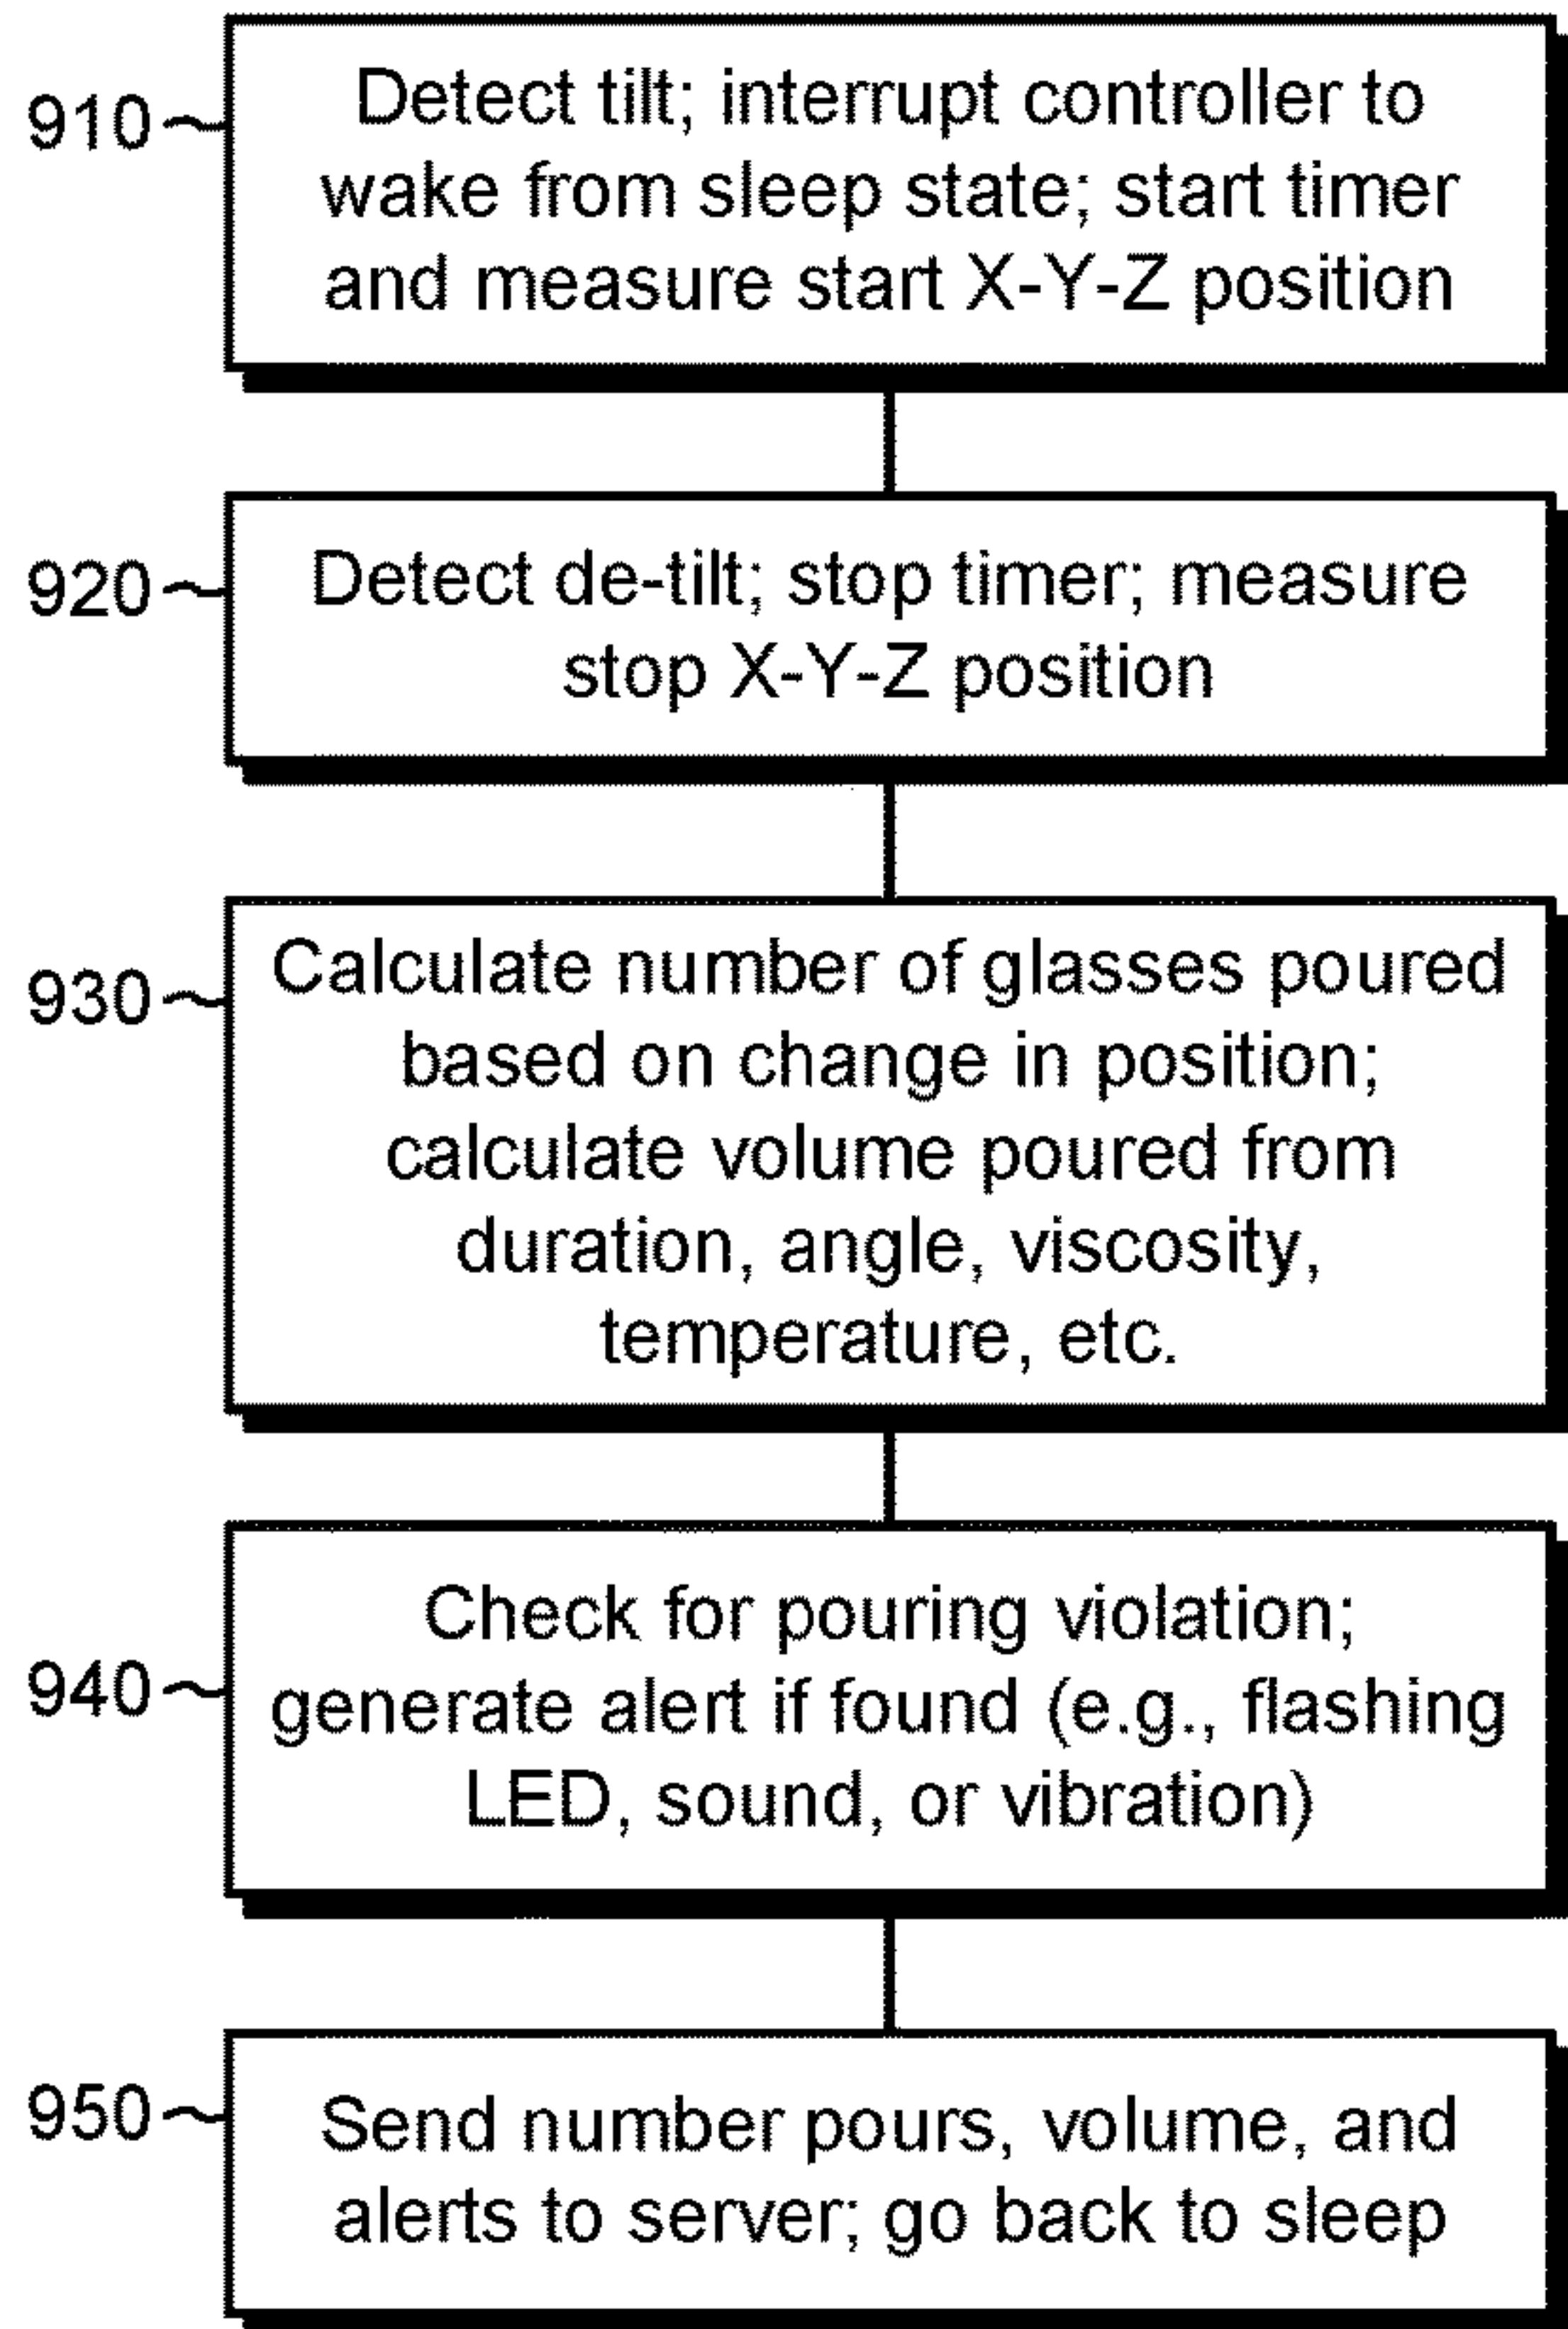 910
Detect tilt; interrupt controller to
wake from sleep state; start timer
and measure start X-Y-Z position
920
Detect de-tilt; stop timer; measure
stop X-Y-Z position
930
Calculate number of glasses poured
based on change in position;
calculate volume poured from
duration, angle, viscosity,
temperature, etc.
940
Check for pouring violation;
generate alert if found (e.g., flashing
LED, sound, or vibration)
950
Send number pours, volume, and
alerts to server; go back to sleep